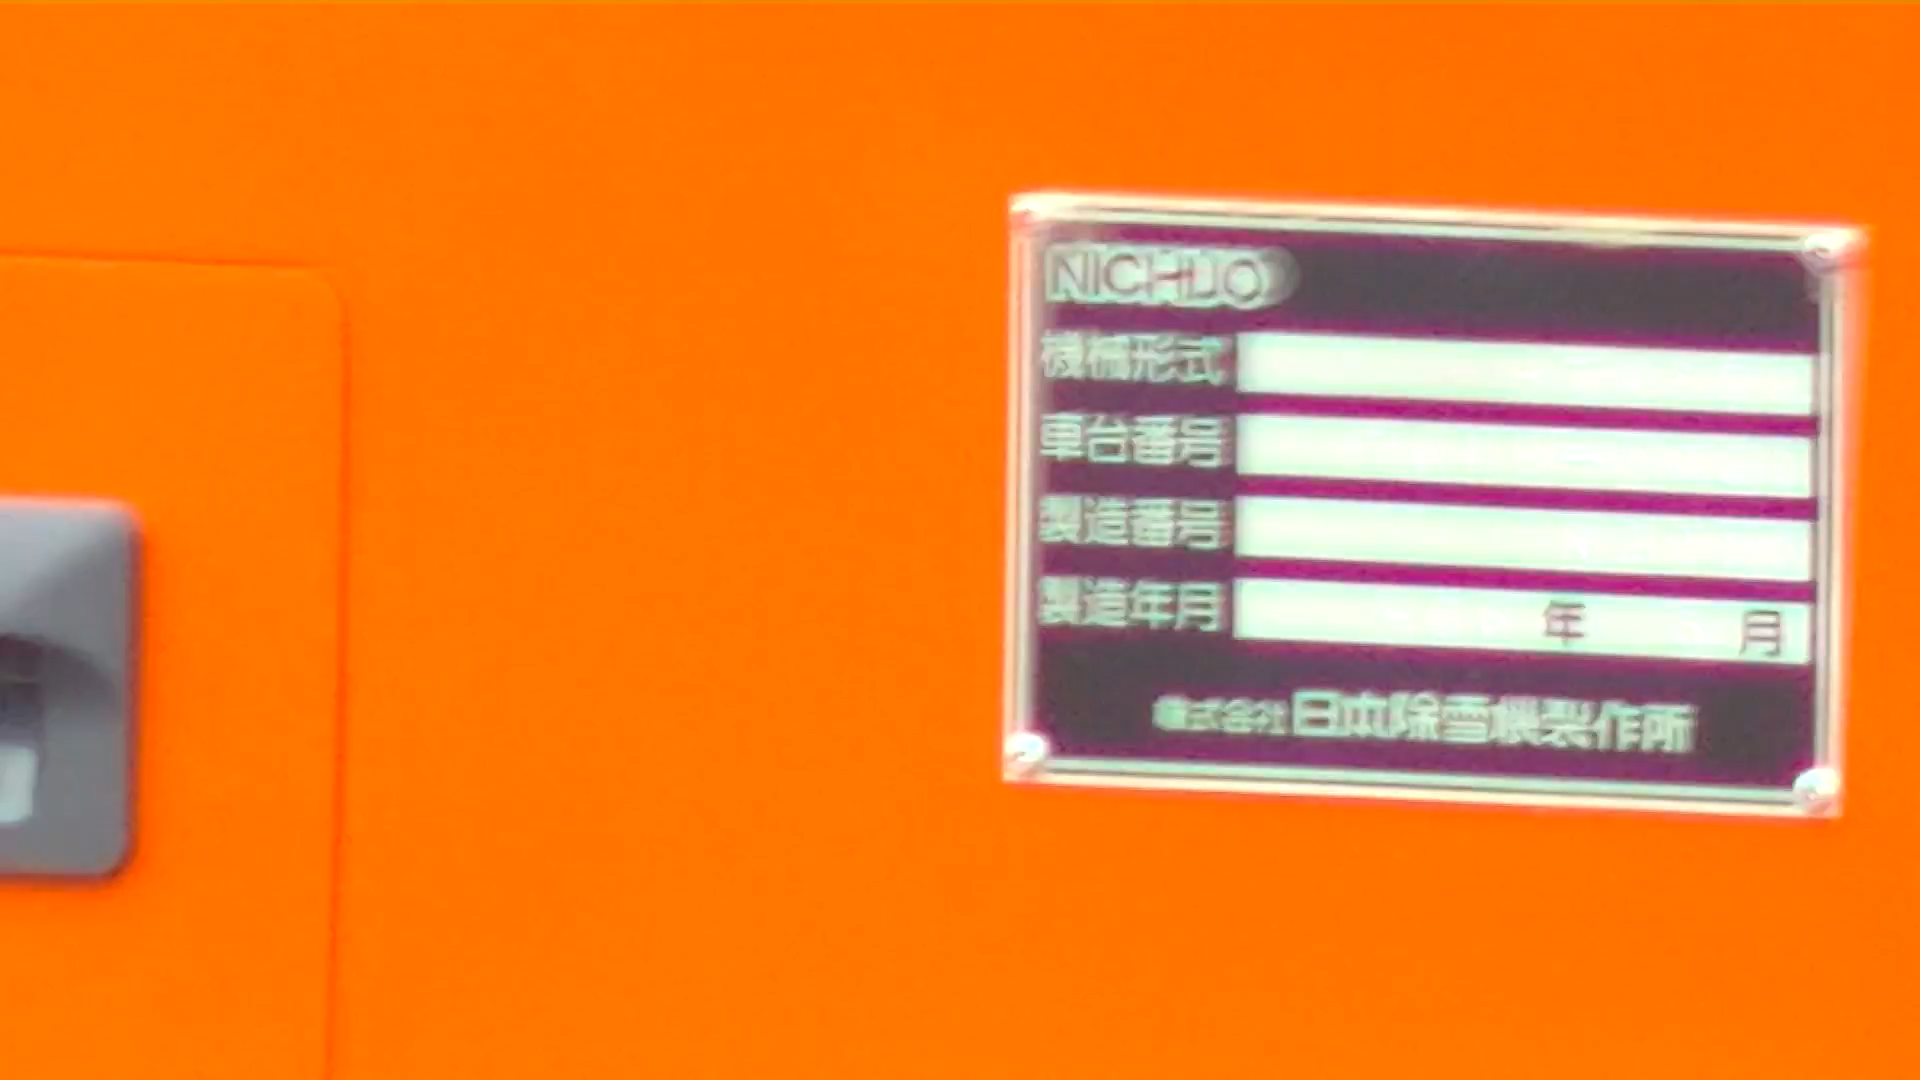 NICHIJO
機械形式
車台番号
製造番号
製造年月 年 月
株式会社 日本除雪機製作所